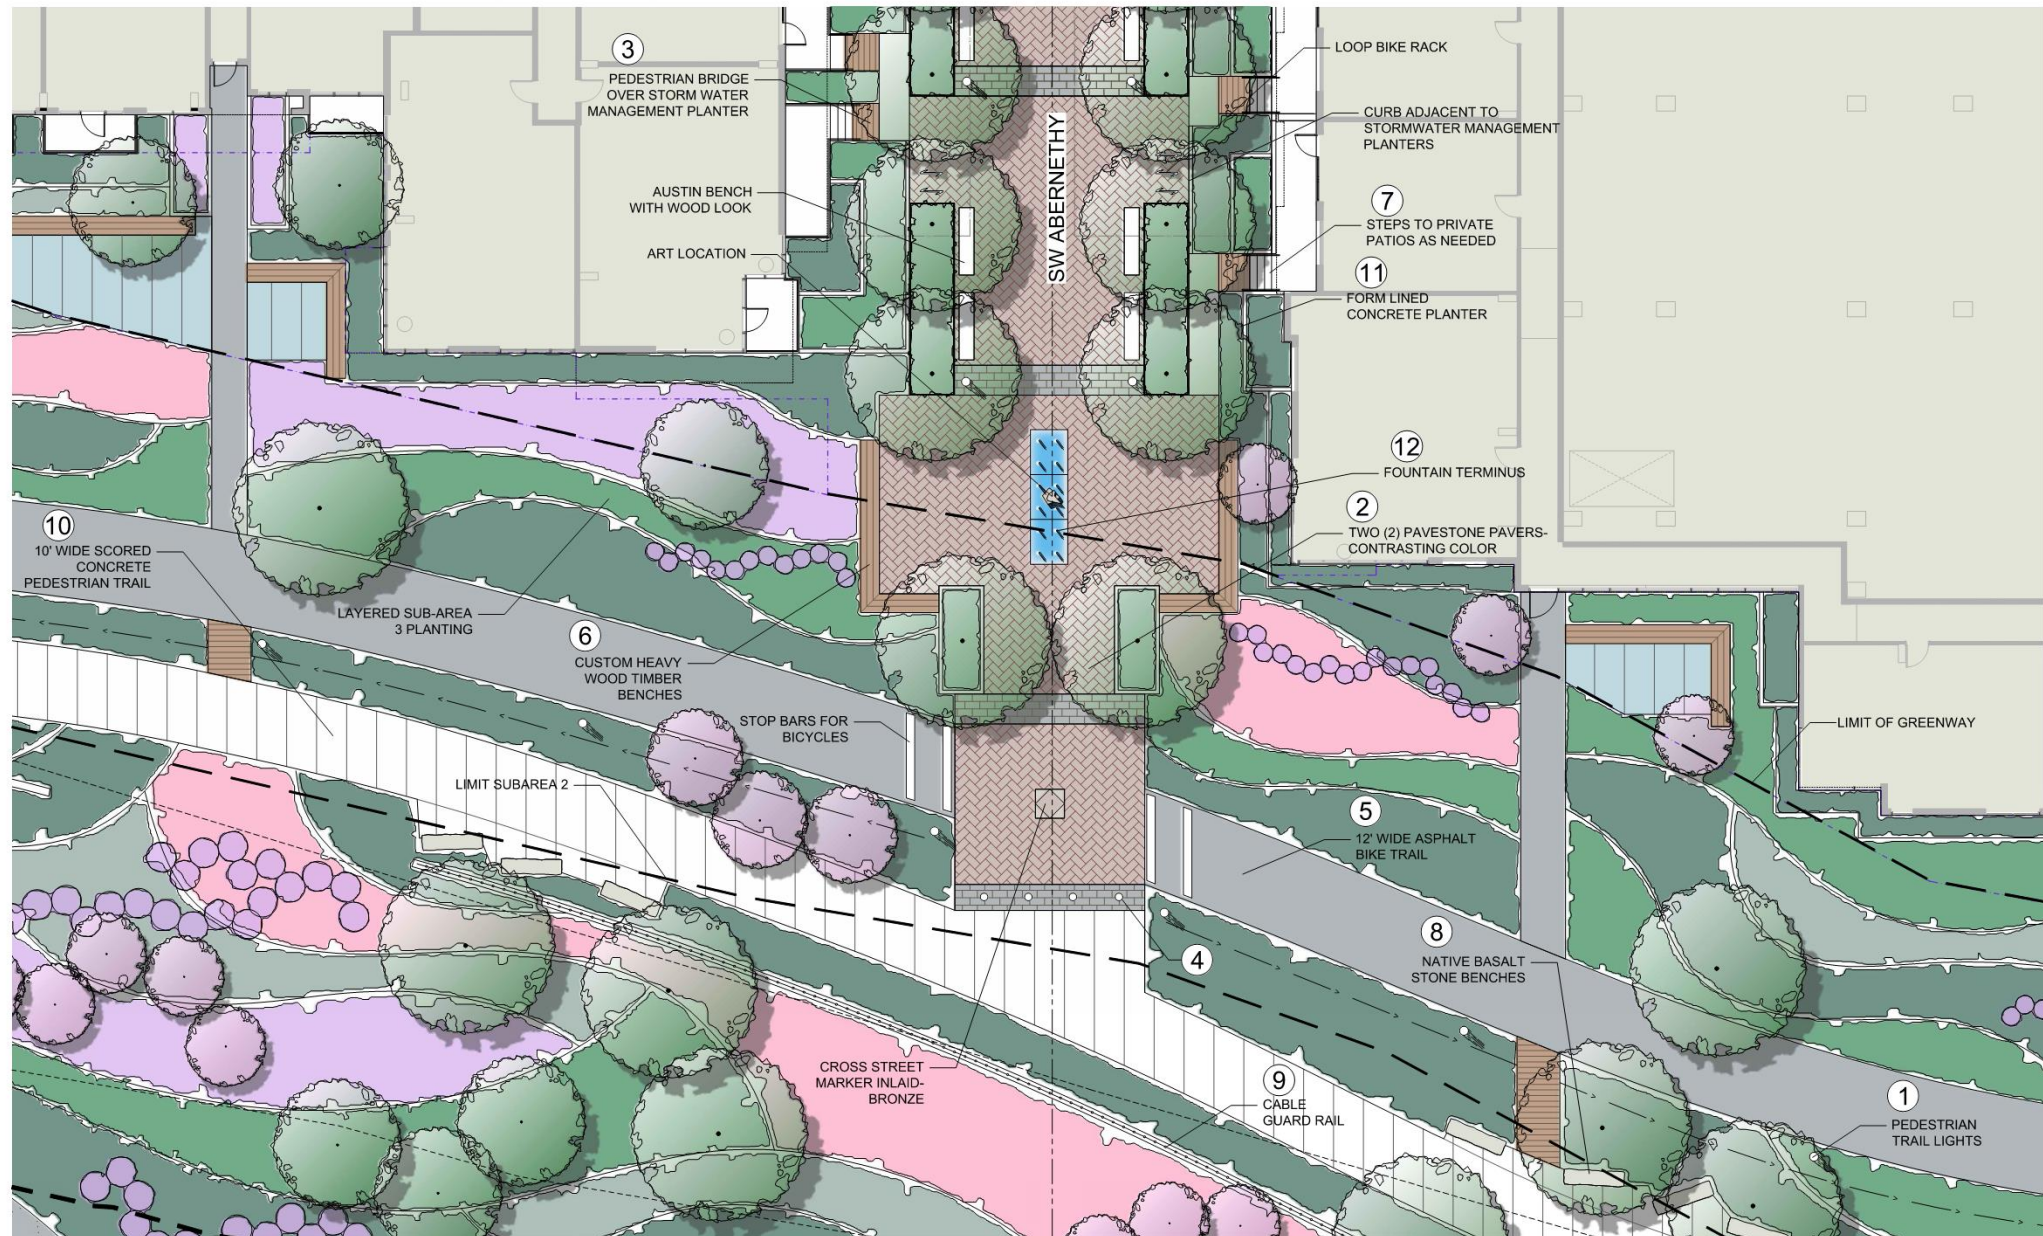 3
PEDESTRIAN BRIDGE
OVER STORM WATER
MANAGEMENT PLANTER
LOOP BIKE RACK
CURB ADJACENT TO
STORMWATER MANAGEMENT
PLANTERS
SW ABERNETHY
AUSTIN BENCH
WITH WOOD LOOK
7
STEPS TO PRIVATE
PATIOS AS NEEDED
ART LOCATION
11
FORM LINED
CONCRETE PLANTER
12
FOUNTAIN TERMINUS
2
TWO (2) PAVESTONE PAVERS-
CONTRASTING COLOR
10
10' WIDE SCORED
CONCRETE
PEDESTRIAN TRAIL
LAYERED SUB-AREA
3 PLANTING
6
CUSTOM HEAVY
WOOD TIMBER
BENCHES
STOP BARS FOR
BICYCLES
LIMIT OF GREENWAY
LIMIT SUBAREA 2
5
12' WIDE ASPHALT
BIKE TRAIL
4
8
NATIVE BASALT
STONE BENCHES
CROSS STREET
MARKER INLAID-
BRONZE
9
CABLE
GUARD RAIL
1
PEDESTRIAN
TRAIL LIGHTS